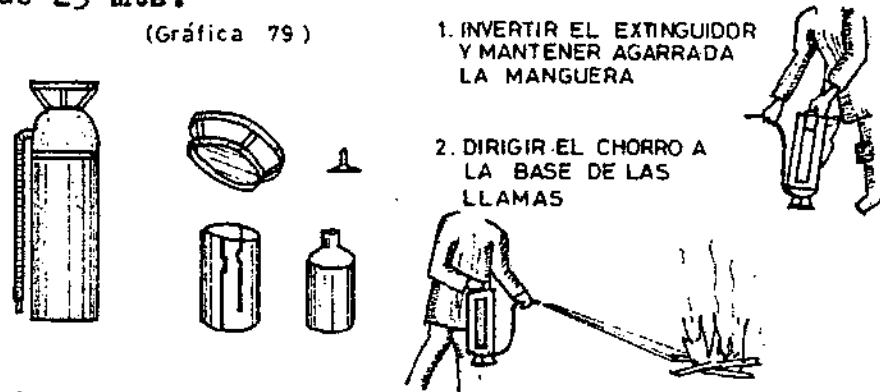 (Gráfica 79)
1. INVERTIR EL EXTINGUIDOR
Y MANTENER AGARRADA
LA MANGUERA
2. DIRIGIR EL CHORRO A
LA BASE DE LAS
LLAMAS